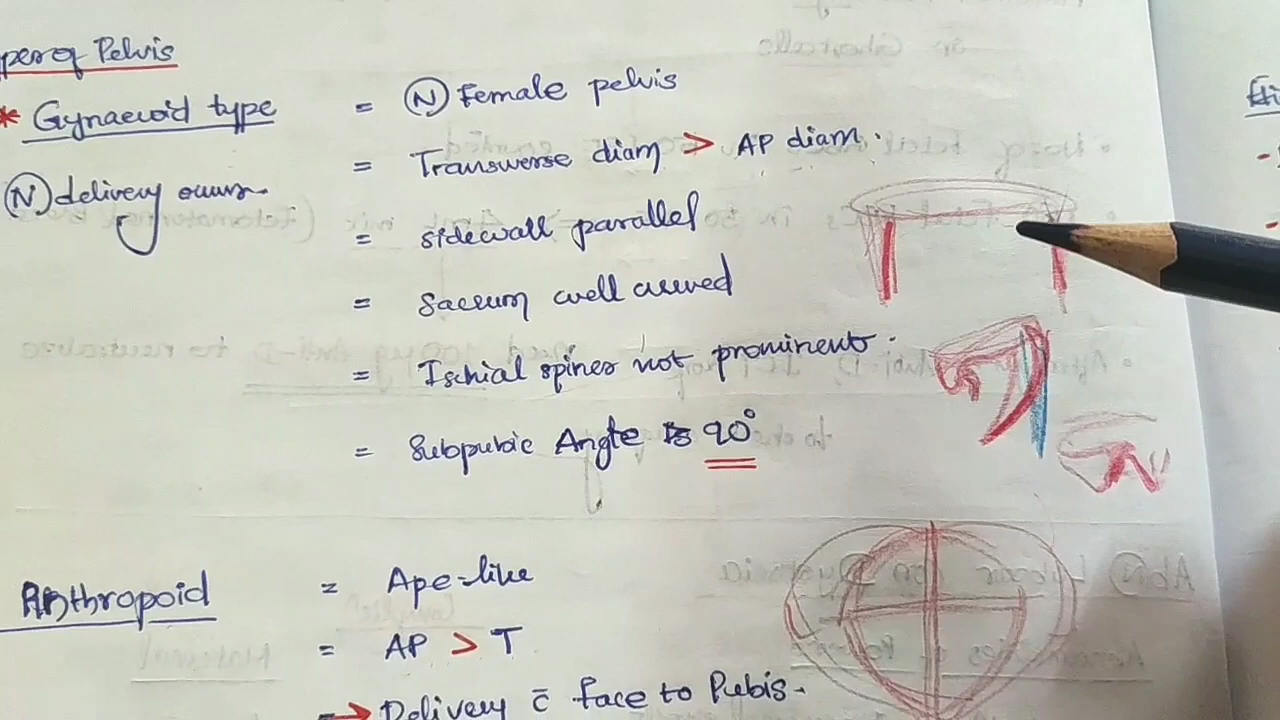 pes of Pelvis
* Gynaecoid type = Ⓝ Female pelvis
= Transverse diam > AP diam.
Ⓝ delivery occurs.
= sidewall parallel
= Sacrum well curved
= Ischial spines not prominent.
= Subpubic Angle is 90°
Anthropoid = Ape-like
= AP > T
→ Delivery c̄ face to Pubis.